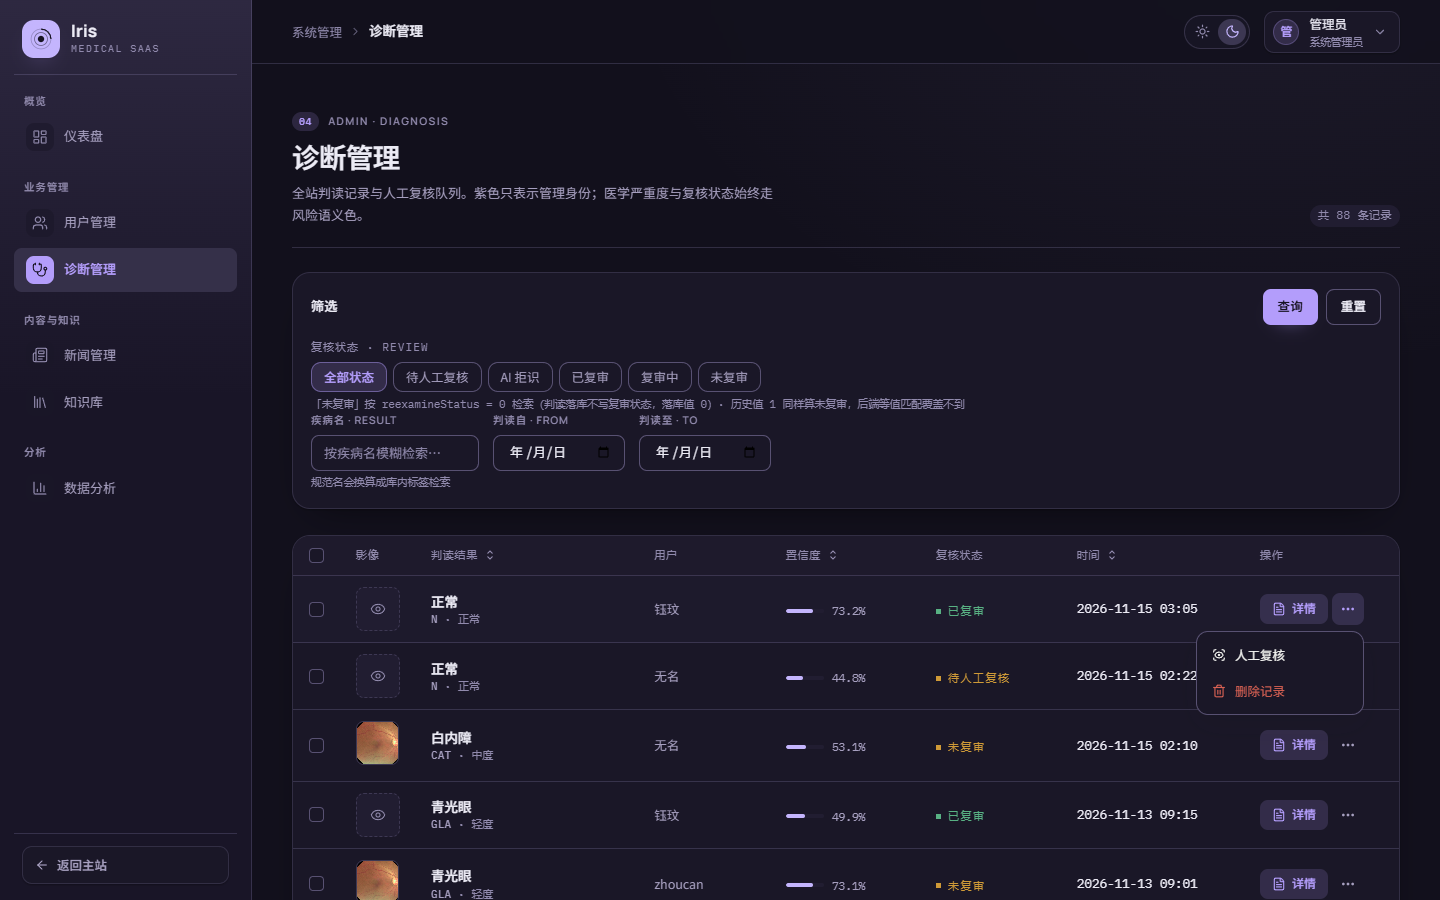 Iris
MEDICAL SAAS
概览
仪表盘
业务管理
用户管理
诊断管理
内容与知识
新闻管理
知识库
分析
数据分析
返回主站
系统管理 > 诊断管理
管 管理员
系统管理员
04 ADMIN · DIAGNOSIS
诊断管理
全站判读记录与人工复核队列。紫色只表示管理身份；医学严重度与复核状态始终走
风险语义色。
共 88 条记录
筛选
查询 重置
复核状态 · REVIEW
全部状态 待人工复核 AI 拒识 已复审 复审中 未复审
「未复审」按 reexamineStatus = 0 检索（判读落库不写复审状态，落库值 0）· 历史值 1 同样算未复审，后端等值匹配覆盖不到
疾病名 · RESULT 判读自 · FROM 判读至 · TO
按疾病名模糊检索… 年 /月/日 年 /月/日
规范名会换算成库内标签检索
影像 判读结果 用户 置信度 复核状态 时间 操作
正常
N · 正常 钰玟 73.2% 已复审 2026-11-15 03:05 详情 ···
人工复核
删除记录
正常
N · 正常 无名 44.8% 待人工复核 2026-11-15 02:22
白内障
CAT · 中度 无名 53.1% 未复审 2026-11-15 02:10 详情 ···
青光眼
GLA · 轻度 钰玟 49.9% 已复审 2026-11-13 09:15 详情 ···
青光眼
GLA · 轻度 zhoucan 73.1% 未复审 2026-11-13 09:01 详情 ···